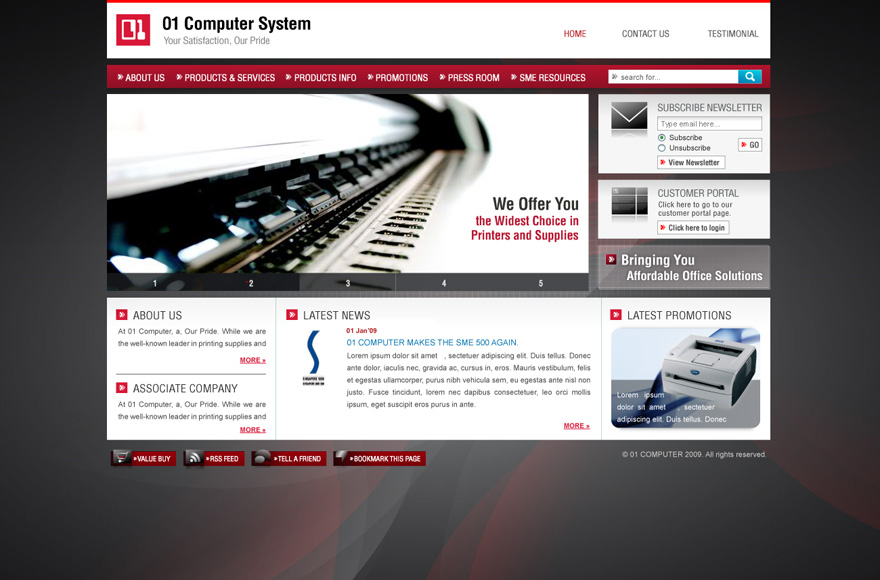 01 Computer System
Your Satisfaction, Our Pride
HOME CONTACT US TESTIMONIAL
ABOUT US PRODUCTS & SERVICES PRODUCTS INFO PROMOTIONS PRESS ROOM SME RESOURCES search for...
We Offer You
the Widest Choice in
Printers and Supplies
1 2 3 4 5
SUBSCRIBE NEWSLETTER
Type email here...
Subscribe
Unsubscribe
GO
View Newsletter
CUSTOMER PORTAL
Click here to go to our
customer portal page.
Click here to login
Bringing You
Affordable Office Solutions
ABOUT US
At 01 Computer, a, Our Pride. While we are
the well-known leader in printing supplies and
MORE »
ASSOCIATE COMPANY
At 01 Computer, a, Our Pride. While we are
the well-known leader in printing supplies and
MORE »
LATEST NEWS
01 Jan'09
01 COMPUTER MAKES THE SME 500 AGAIN.
Lorem ipsum dolor sit amet , sectetuer adipiscing elit. Duis tellus. Donec
ante dolor, iaculis nec, gravida ac, cursus in, eros. Mauris vestibulum, felis
et egestas ullamcorper, purus nibh vehicula sem, eu egestas ante nisl non
justo. Fusce tincidunt, lorem nec dapibus consectetuer, leo orci mollis
ipsum, eget suscipit eros purus in ante.
MORE »
LATEST PROMOTIONS
Lorem ipsum
dolor sit amet , sectetuer
adipiscing elit. Duis tellus. Donec
VALUE BUY RSS FEED TELL A FRIEND BOOKMARK THIS PAGE
© 01 COMPUTER 2009. All rights reserved.